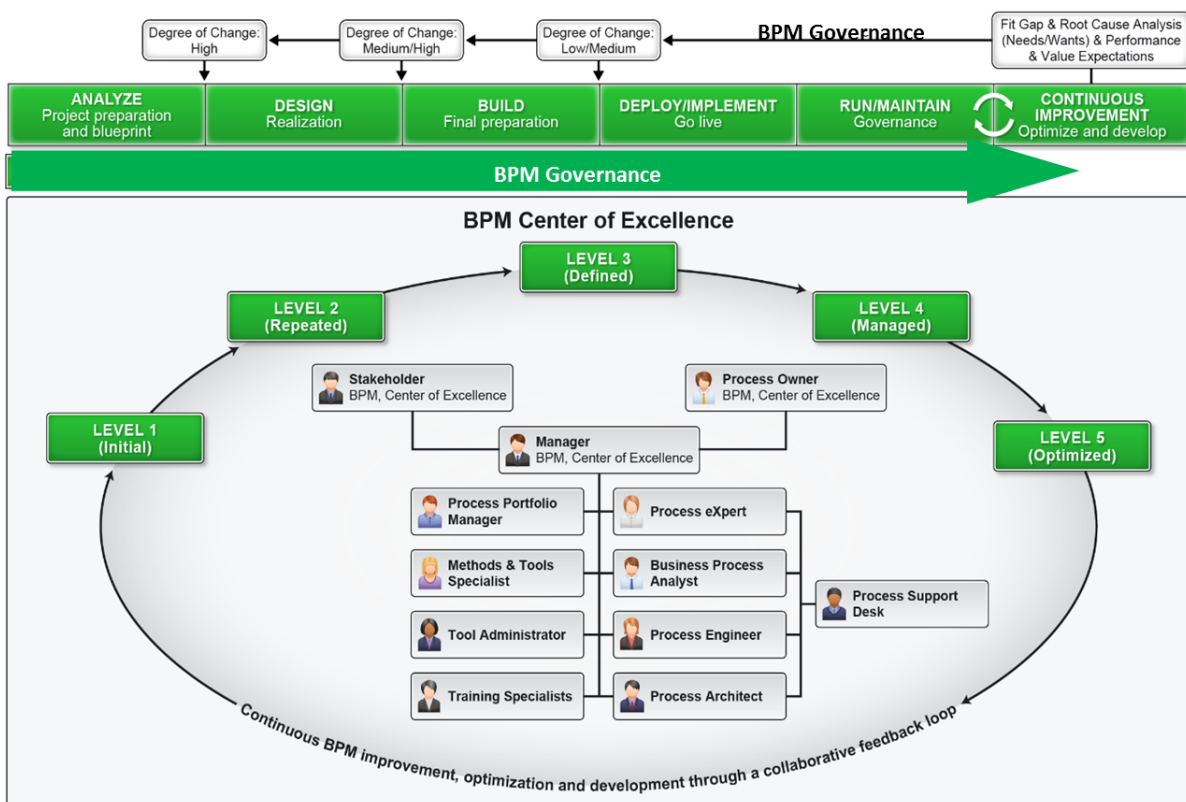 Degree of Change:
High
Degree of Change:
Medium/High
Degree of Change:
Low/Medium
BPM Governance
Fit Gap & Root Cause Analysis
(Needs/Wants) & Performance
& Value Expectations
ANALYZE
Project preparation
and blueprint
DESIGN
Realization
BUILD
Final preparation
DEPLOY/IMPLEMENT
Go live
RUN/MAINTAIN
Governance
CONTINUOUS
IMPROVEMENT
Optimize and develop
BPM Governance
BPM Center of Excellence
LEVEL 1
(Initial)
LEVEL 2
(Repeated)
LEVEL 3
(Defined)
LEVEL 4
(Managed)
LEVEL 5
(Optimized)
Stakeholder
BPM, Center of Excellence
Process Owner
BPM, Center of Excellence
Manager
BPM, Center of Excellence
Process Portfolio
Manager
Process eXpert
Methods & Tools
Specialist
Business Process
Analyst
Process Support
Desk
Tool Administrator
Process Engineer
Training Specialists
Process Architect
Continuous BPM improvement, optimization and development through a collaborative feedback loop